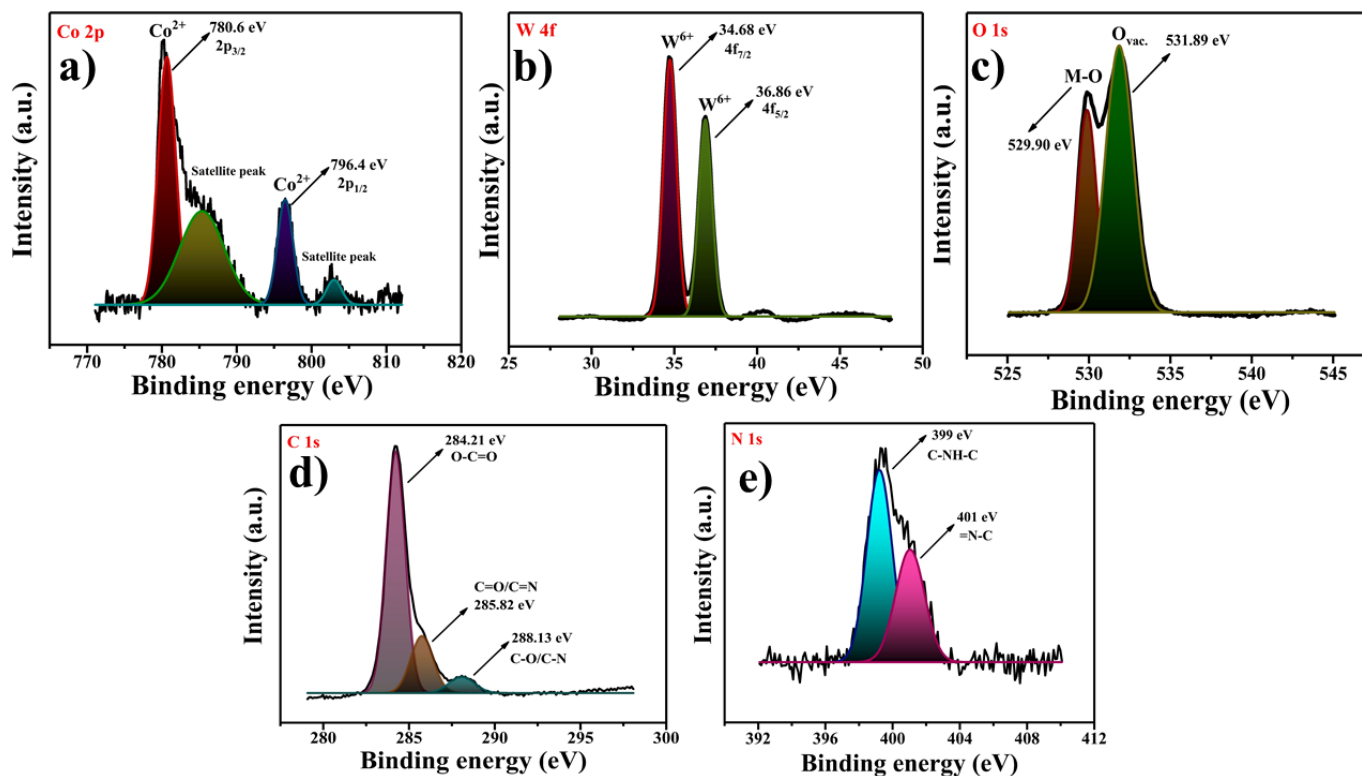 Co 2p
a)
Co2+
780.6 eV
2p3/2
Satellite peak
Co2+
796.4 eV
2p1/2
Satellite peak
Intensity (a.u.)
770 780 790 800 810 820
Binding energy (eV)
W 4f
b)
W6+
34.68 eV
4f7/2
W6+
36.86 eV
4f5/2
Intensity (a.u.)
25 30 35 40 45 50
Binding energy (eV)
O 1s
c)
M-O
529.90 eV
Ovac.
531.89 eV
Intensity (a.u.)
525 530 535 540 545
Binding energy (eV)
C 1s
d)
284.21 eV
O-C=O
C=O/C=N
285.82 eV
288.13 eV
C-O/C-N
Intensity (a.u.)
280 285 290 295 300
Binding energy (eV)
N 1s
e)
399 eV
C-NH-C
401 eV
=N-C
Intensity (a.u.)
392 396 400 404 408 412
Binding energy (eV)